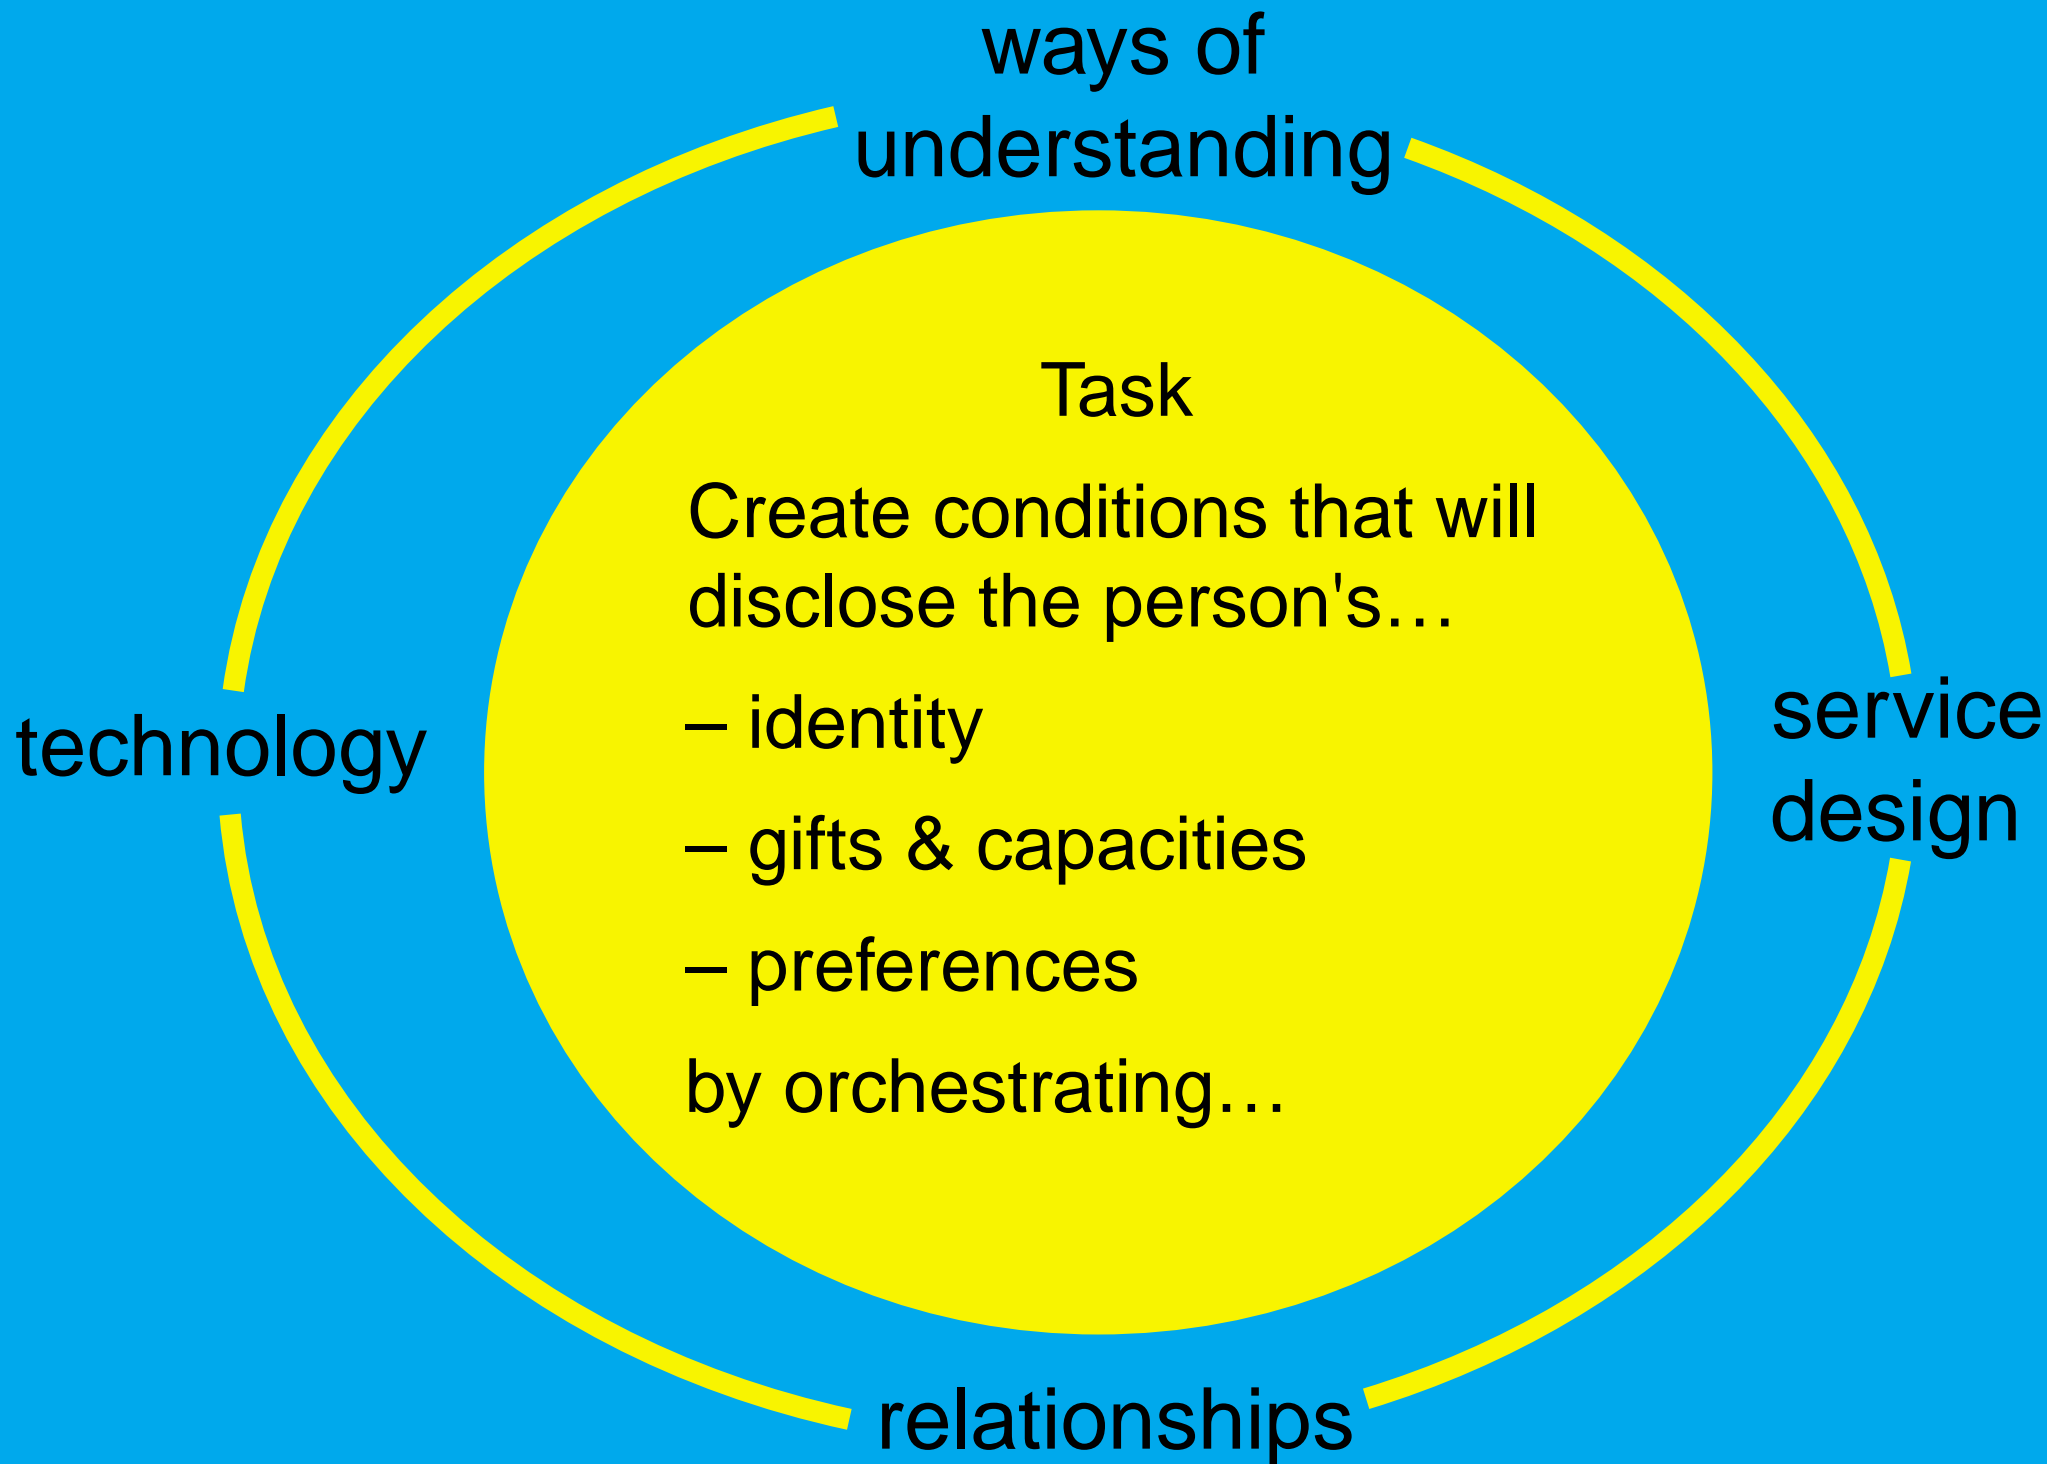 ways of
understanding
Task
Create conditions that will
disclose the person's…
– identity
– gifts & capacities
– preferences
by orchestrating…
technology
service
design
relationships